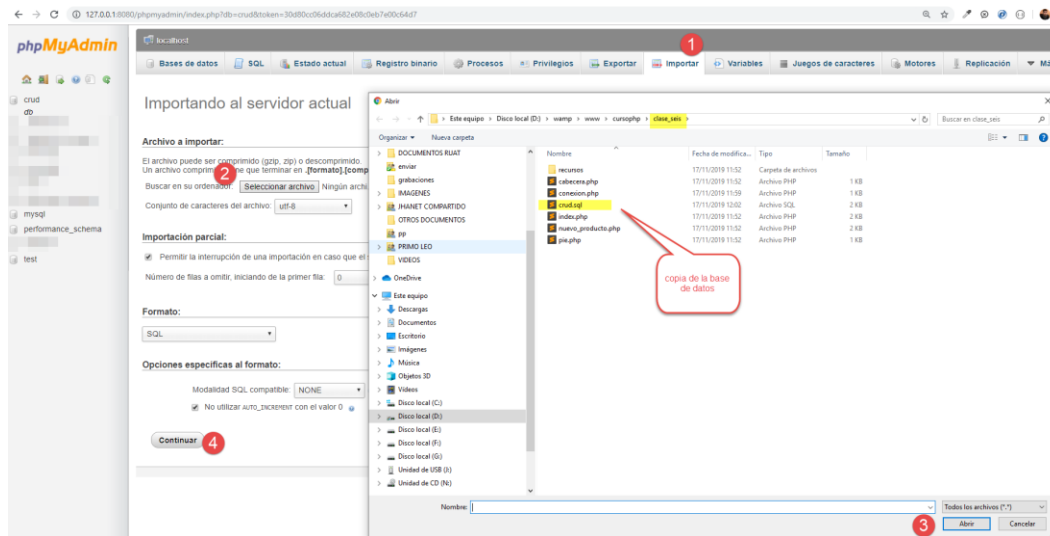 127.0.0.1:8080/phpmyadmin/index.php?db=crud&token=30d80cc06ddca682e08c0eb7e00c64d7
phpMyAdmin
crud
db
mysql
performance_schema
test
localhost
1
Bases de datos
SQL
Estado actual
Registro binario
Procesos
Privilegios
Exportar
Importar
Variables
Juegos de caracteres
Motores
Replicación
Importando al servidor actual
Archivo a importar:
El archivo puede ser comprimido (gzip, zip) o descomprimido.
Un archivo comprimido tiene que terminar en .[formato].[comp
2
Buscar en su ordenador: Seleccionar archivo Ningún archi
Conjunto de caracteres del archivo: utf-8
Importación parcial:
Permitir la interrupción de una importación en caso que el
Número de filas a omitir, iniciando de la primer fila: 0
Formato:
SQL
Opciones específicas al formato:
Modalidad SQL compatible: NONE
No utilizar AUTO_INCREMENT con el valor 0
Continuar
4
Abrir
Este equipo > Disco local (D:) > wamp > www > cursophp > clase_seis >
Buscar en clase_seis
Organizar
Nueva carpeta
DOCUMENTOS RUAT
enviar
grabaciones
IMAGENES
JHANET COMPARTIDO
OTROS DOCUMENTOS
pp
PRIMO LEO
VIDEOS
OneDrive
Este equipo
Descargas
Documentos
Escritorio
Imágenes
Música
Objetos 3D
Vídeos
Disco local (C:)
Disco local (D:)
Disco local (E:)
Disco local (F:)
Disco local (G:)
Unidad de USB (I:)
Unidad de CD (N:)
Nombre Fecha de modifica... Tipo Tamaño
recursos 17/11/2019 11:52 Carpeta de archivos
cabecera.php 17/11/2019 11:52 Archivo PHP 1 KB
conexion.php 17/11/2019 11:59 Archivo PHP 1 KB
crud.sql 17/11/2019 12:02 Archivo SQL 2 KB
index.php 17/11/2019 11:52 Archivo PHP 2 KB
nuevo_producto.php 17/11/2019 11:52 Archivo PHP 2 KB
pie.php 17/11/2019 11:52 Archivo PHP 1 KB
copia de la base
de datos
Nombre:
Todos los archivos (*.*)
3
Abrir
Cancelar